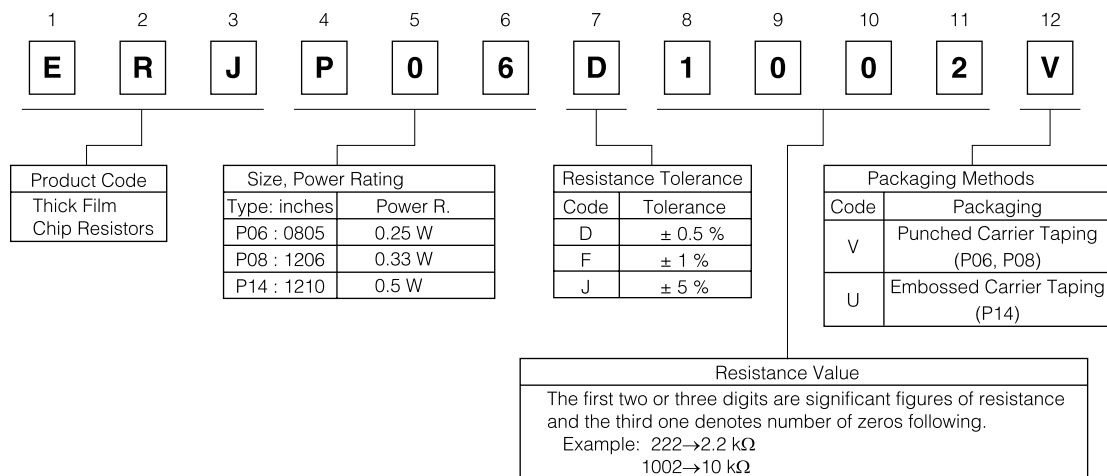 1 2 3 4 5 6 7 8 9 10 11 12
E R J P 0 6 D 1 0 0 2 V
Product Code
Thick Film
Chip Resistors
Size, Power Rating
Type: inches Power R.
P06 : 0805 0.25 W
P08 : 1206 0.33 W
P14 : 1210 0.5 W
Resistance Tolerance
Code Tolerance
D ± 0.5 %
F ± 1 %
J ± 5 %
Packaging Methods
Code Packaging
V Punched Carrier Taping
(P06, P08)
U Embossed Carrier Taping
(P14)
Resistance Value
The first two or three digits are significant figures of resistance
and the third one denotes number of zeros following.
Example: 222→2.2 kΩ
1002→10 kΩ